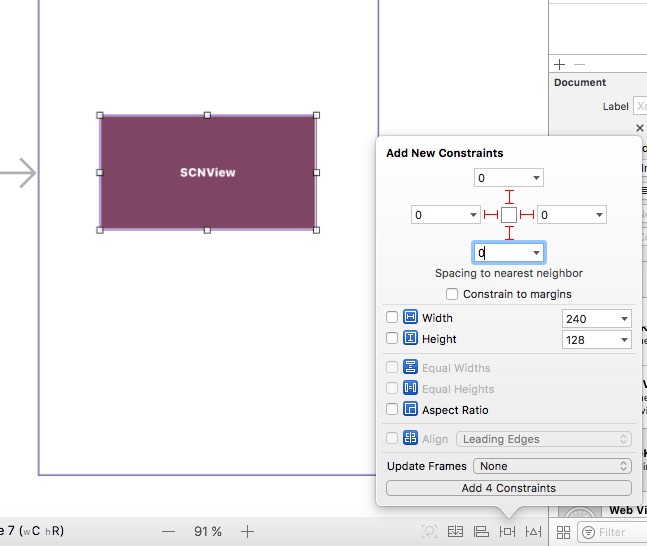 Document
Label
SCNView
Add New Constraints
0
0 0
0
Spacing to nearest neighbor
Constrain to margins
Width 240
Height 128
Equal Widths
Equal Heights
Aspect Ratio
Align Leading Edges
Update Frames None
Add 4 Constraints
Web Vi
e 7 (wC hR) 91 % Filter